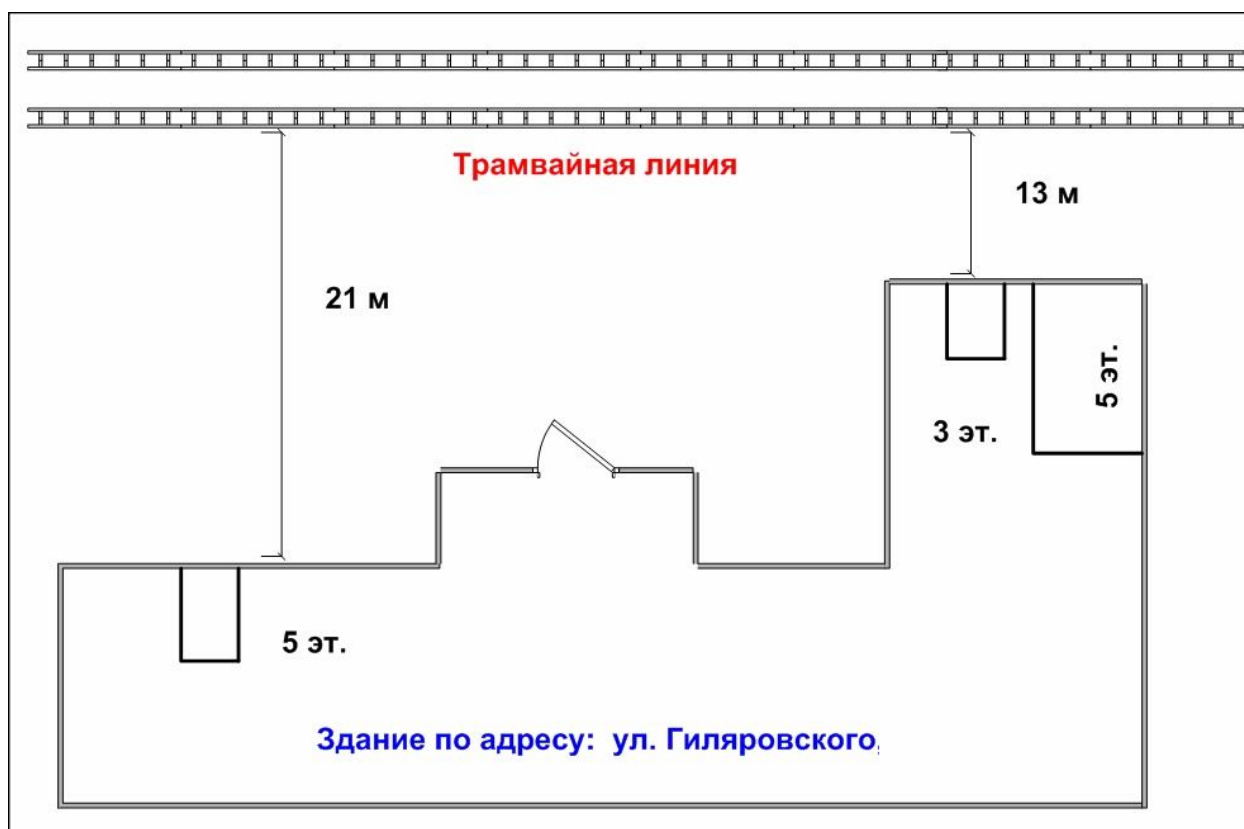 Трамвайная линия
13 м
21 м
5 эт.
3 эт.
5 эт.
Здание по адресу: ул. Гиляровского,